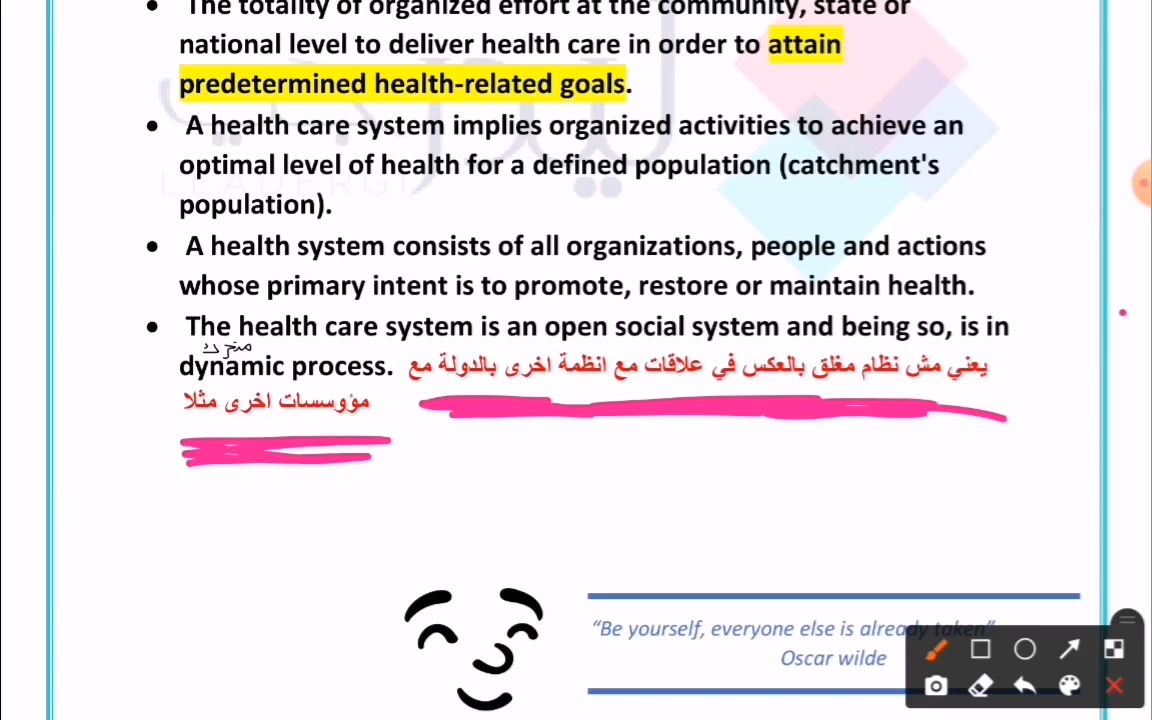 The totality of organized effort at the community, state or
national level to deliver health care in order to attain
predetermined health-related goals.
A health care system implies organized activities to achieve an
optimal level of health for a defined population (catchment's
population).
A health system consists of all organizations, people and actions
whose primary intent is to promote, restore or maintain health.
The health care system is an open social system and being so, is in
متحرك
dynamic process. يعني مش نظام مغلق بالعكس في علاقات مع انظمة اخرى بالدولة مع
مؤوسسات اخرى مثلا
“Be yourself, everyone else is already taken”
Oscar wilde